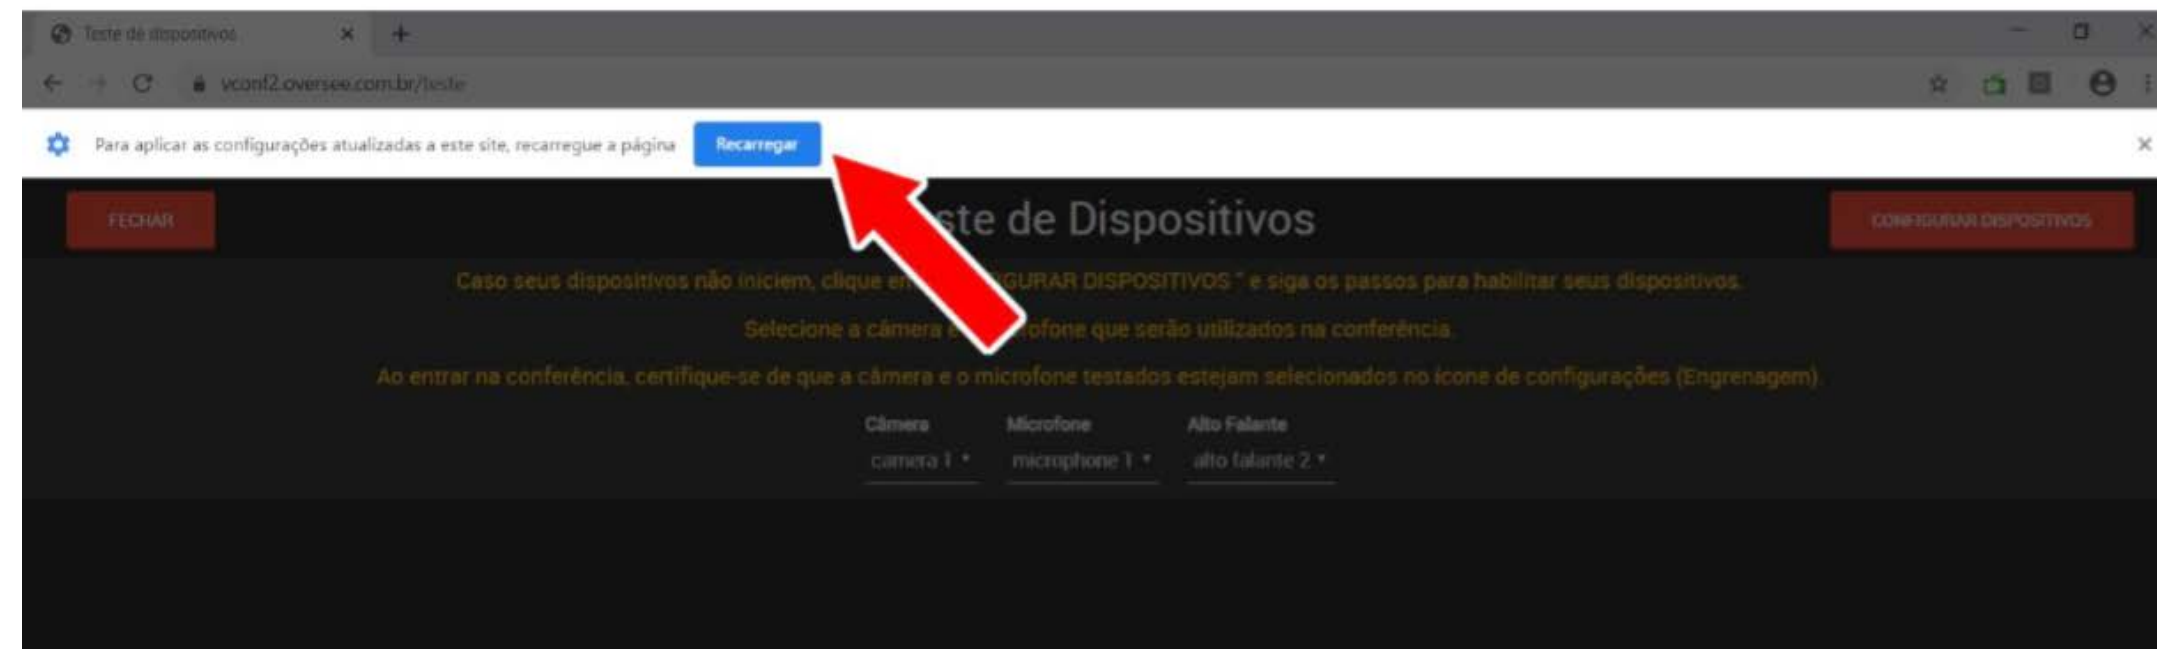 Teste de dispositivos
vconf2.oversee.com.br/teste
Para aplicar as configurações atualizadas a este site, recarregue a página Recarregar
FECHAR
ste de Dispositivos
CONFIGURAR DISPOSITIVOS
Caso seus dispositivos não iniciem, clique em GURAR DISPOSITIVOS " e siga os passos para habilitar seus dispositivos.
Selecione a câmera e ofone que serão utilizados na conferência.
Ao entrar na conferência, certifique-se de que a câmera e o microfone testados estejam selecionados no ícone de configurações (Engrenagem).
Câmera Microfone Alto Falante
camera 1 microphone 1 alto falante 2